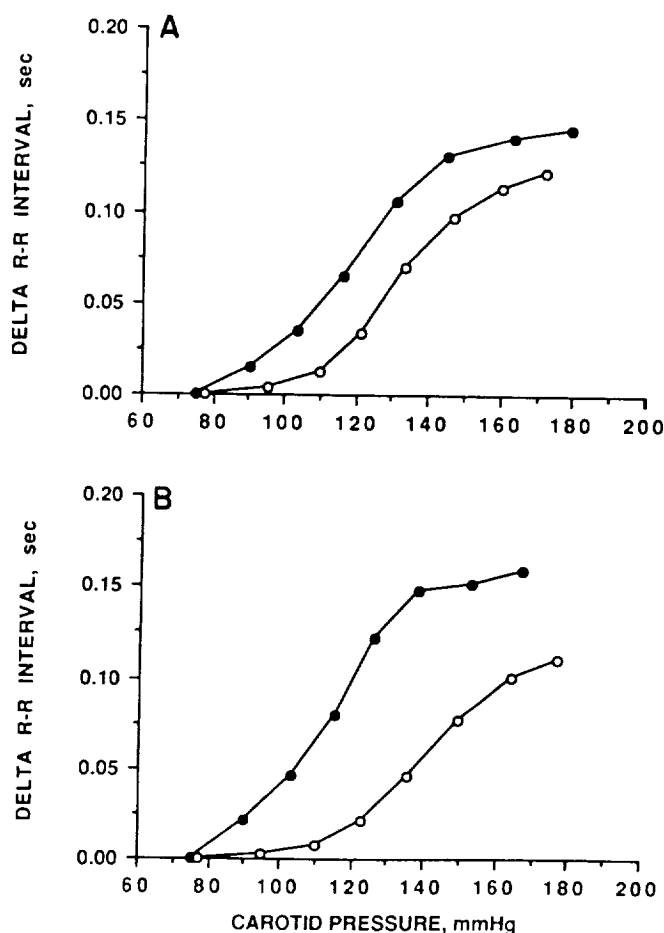 A
DELTA R-R INTERVAL, sec
0.20
0.15
0.10
0.05
0.00
60 80 100 120 140 160 180 200
B
DELTA R-R INTERVAL, sec
0.20
0.15
0.10
0.05
0.00
60 80 100 120 140 160 180 200
CAROTID PRESSURE, mmHg